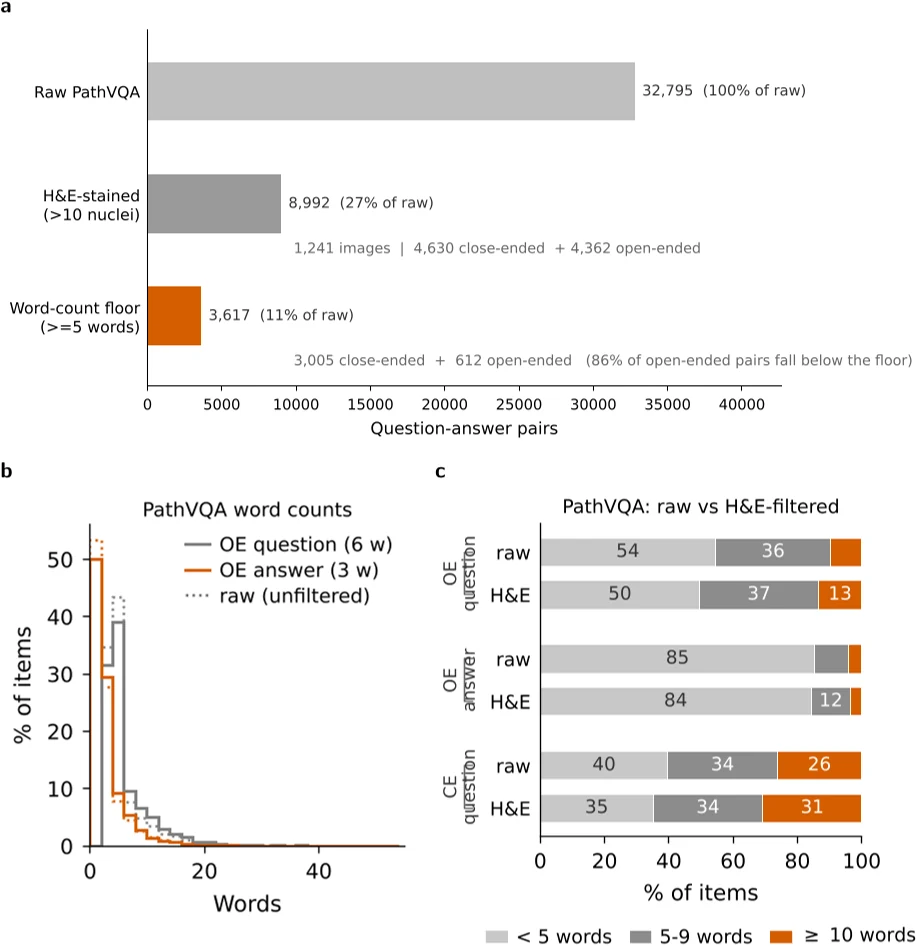 a
Raw PathVQA
32,795 (100% of raw)
H&E-stained
(>10 nuclei)
8,992 (27% of raw)
1,241 images | 4,630 close-ended + 4,362 open-ended
Word-count floor
(>=5 words)
3,617 (11% of raw)
3,005 close-ended + 612 open-ended (86% of open-ended pairs fall below the floor)
0 5000 10000 15000 20000 25000 30000 35000 40000
Question-answer pairs
b
PathVQA word counts
OE question (6 w)
OE answer (3 w)
raw (unfiltered)
% of items
50
40
30
20
10
0
0 20 40
Words
c
PathVQA: raw vs H&E-filtered
OE
question
raw
54 36
H&E
50 37 13
OE
answer
raw
85
H&E
84 12
CE
question
raw
40 34 26
H&E
35 34 31
0 20 40 60 80 100
% of items
< 5 words
5-9 words
≥ 10 words